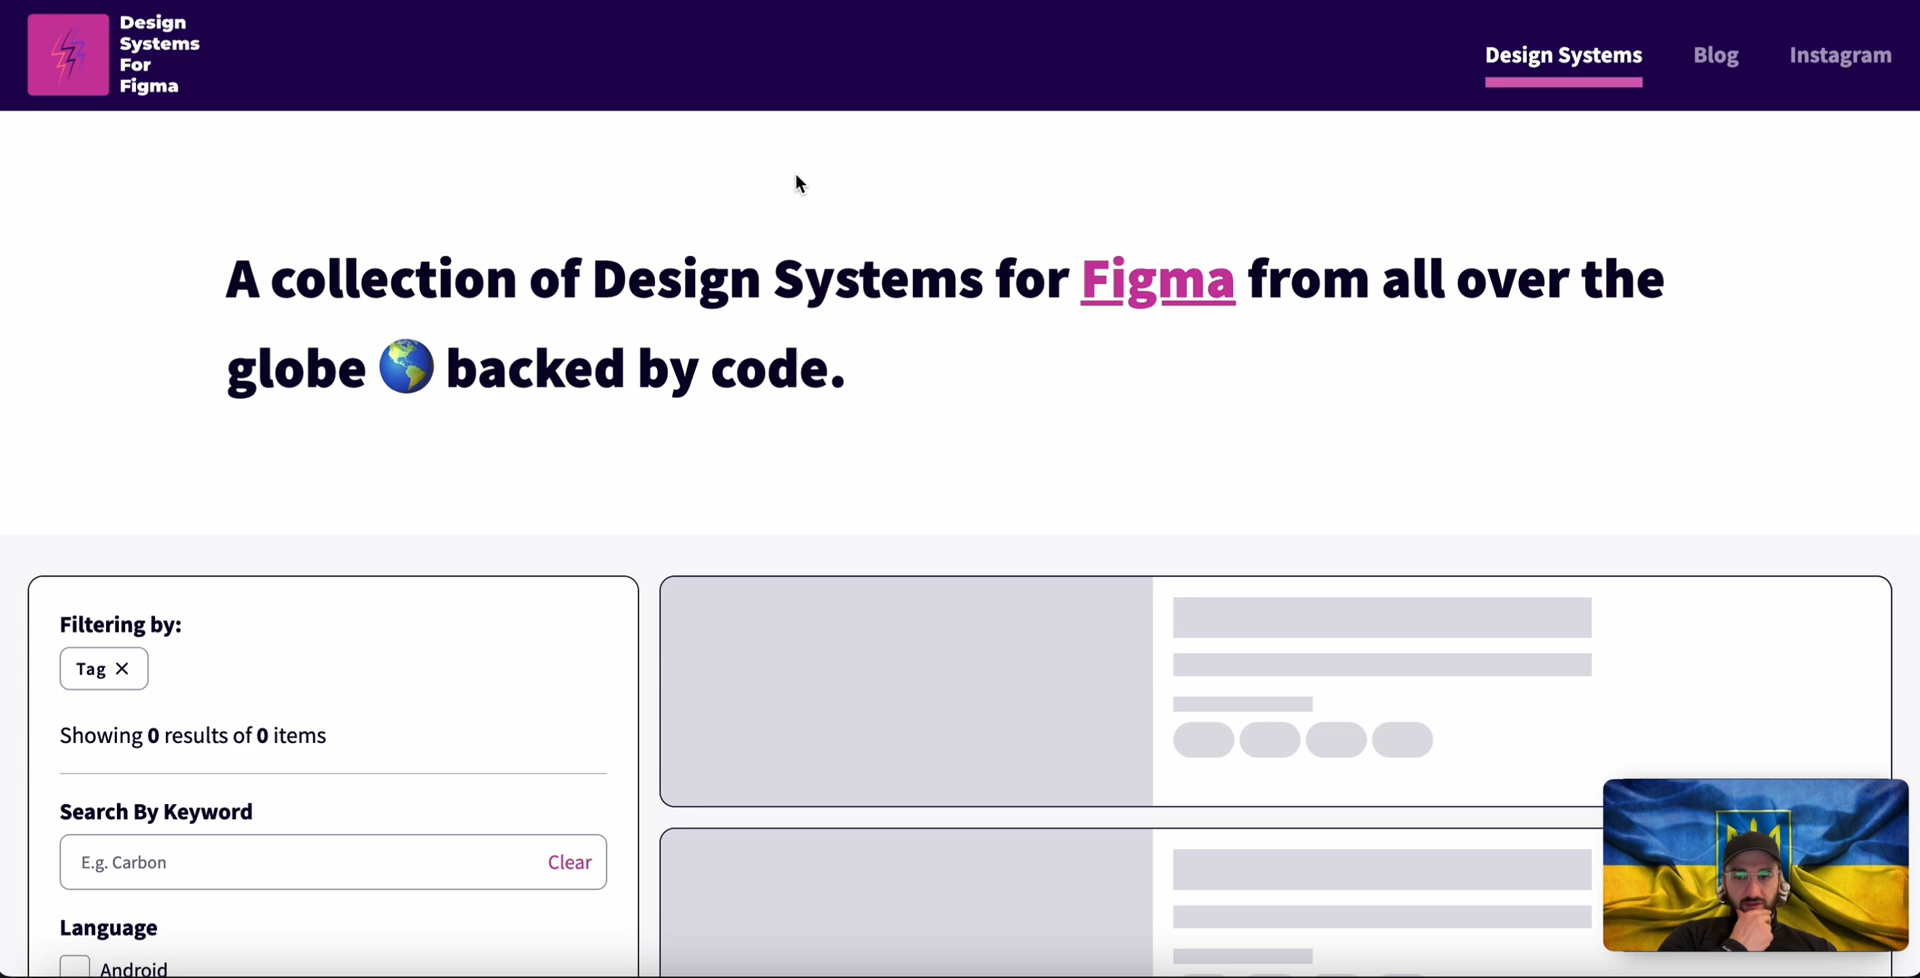 Design
Systems
For
Figma
Design Systems
Blog
Instagram
A collection of Design Systems for Figma from all over the
globe 🌎 backed by code.
Filtering by:
Tag ✕
Showing 0 results of 0 items
Search By Keyword
E.g. Carbon
Clear
Language
Android